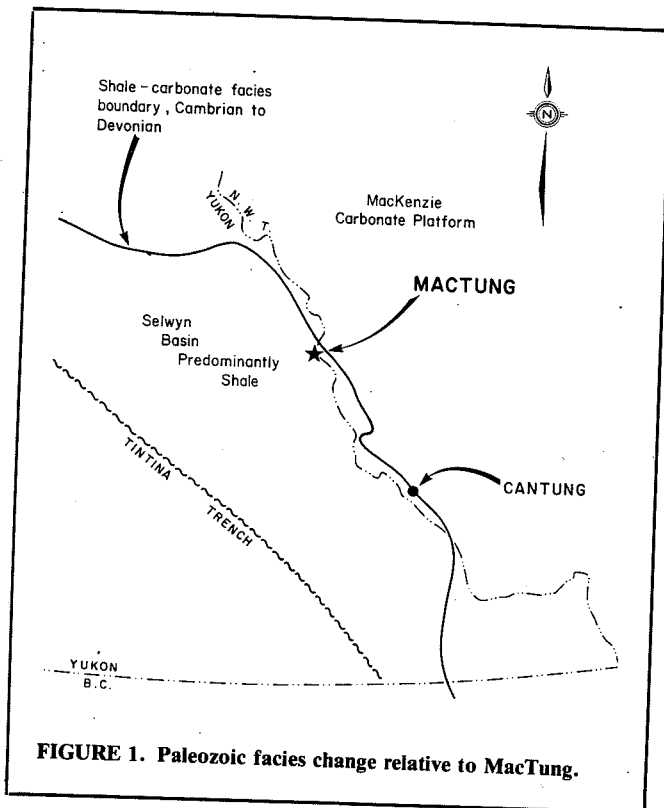 Shale - carbonate facies
boundary, Cambrian to
Devonian
N
N. W. T.
YUKON
MacKenzie
Carbonate Platform
MACTUNG
Selwyn
Basin
Predominantly
Shale
TINTINA
TRENCH
CANTUNG
YUKON
B.C.
FIGURE 1. Paleozoic facies change relative to MacTung.